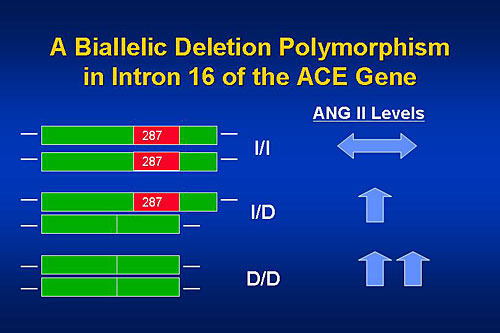 A Biallelic Deletion Polymorphism
in Intron 16 of the ACE Gene
ANG II Levels
287
I/I
287
287
I/D
D/D